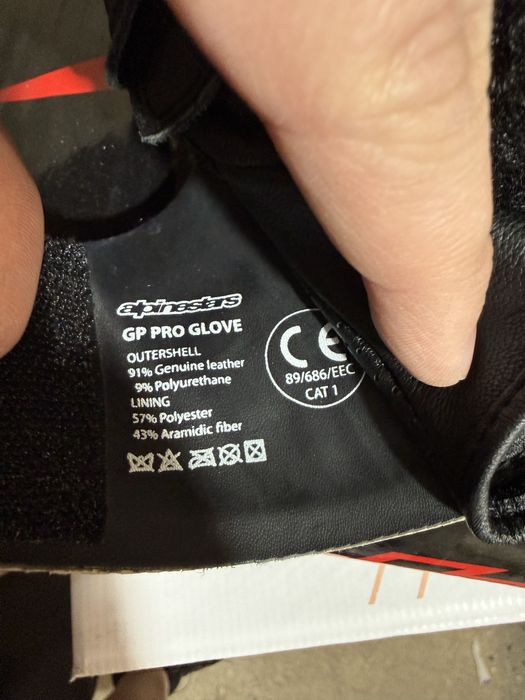 alpinestars
GP PRO GLOVE
OUTERSHELL
91% Genuine leather
9% Polyurethane
LINING
57% Polyester
43% Aramidic fiber
CE
89/686/EEC
CAT 1